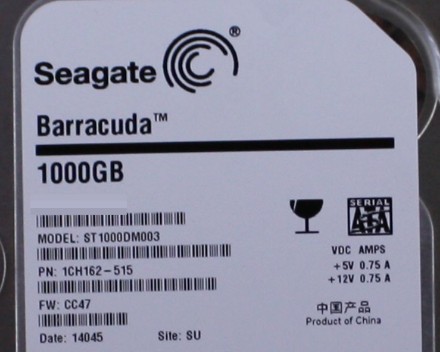 Seagate®
Barracuda™
1000GB
SERIAL
ATA
MODEL: ST1000DM003
VDC AMPS
PN: 1CH162-515
+5V 0.75 A
+12V 0.75 A
FW: CC47
中国产品
Product of China
Date: 14045 Site: SU